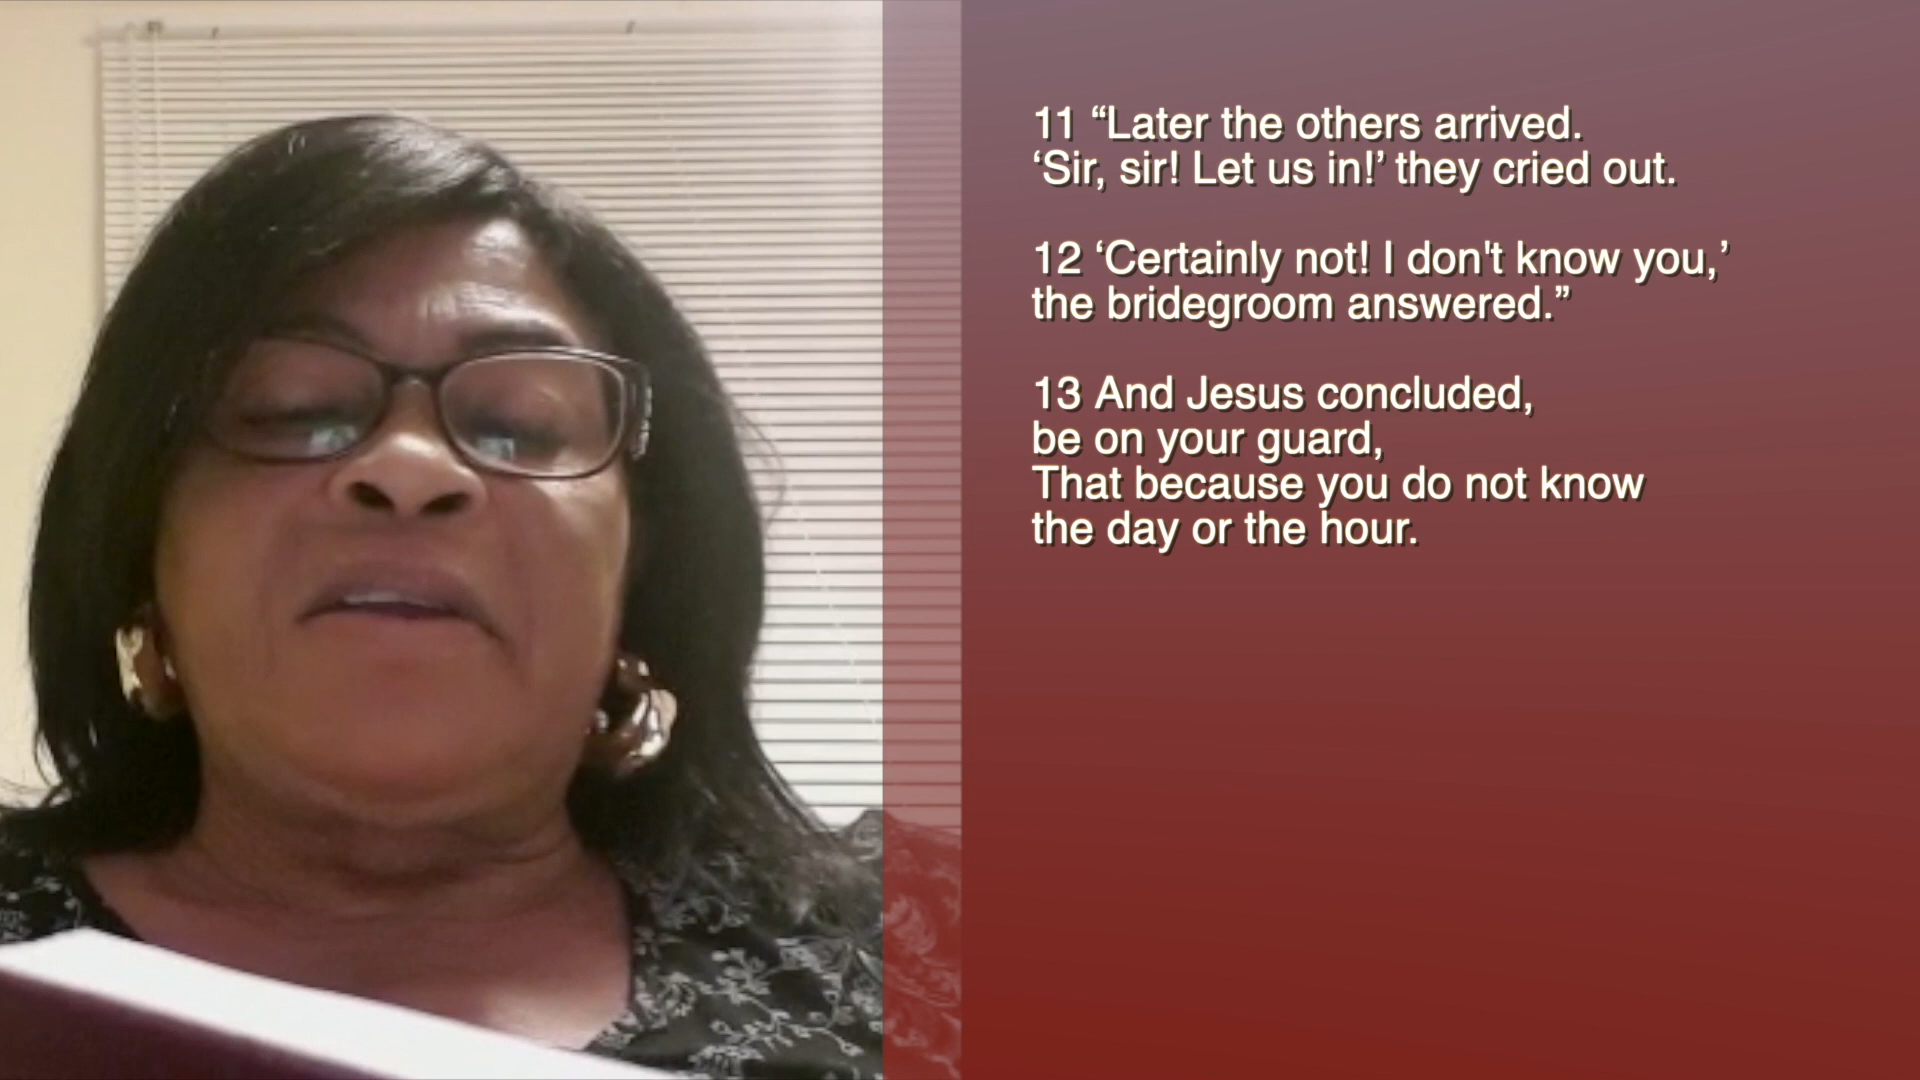 11 “Later the others arrived.
‘Sir, sir! Let us in!’ they cried out.
12 ‘Certainly not! I don't know you,’
the bridegroom answered.”
13 And Jesus concluded,
be on your guard,
That because you do not know
the day or the hour.